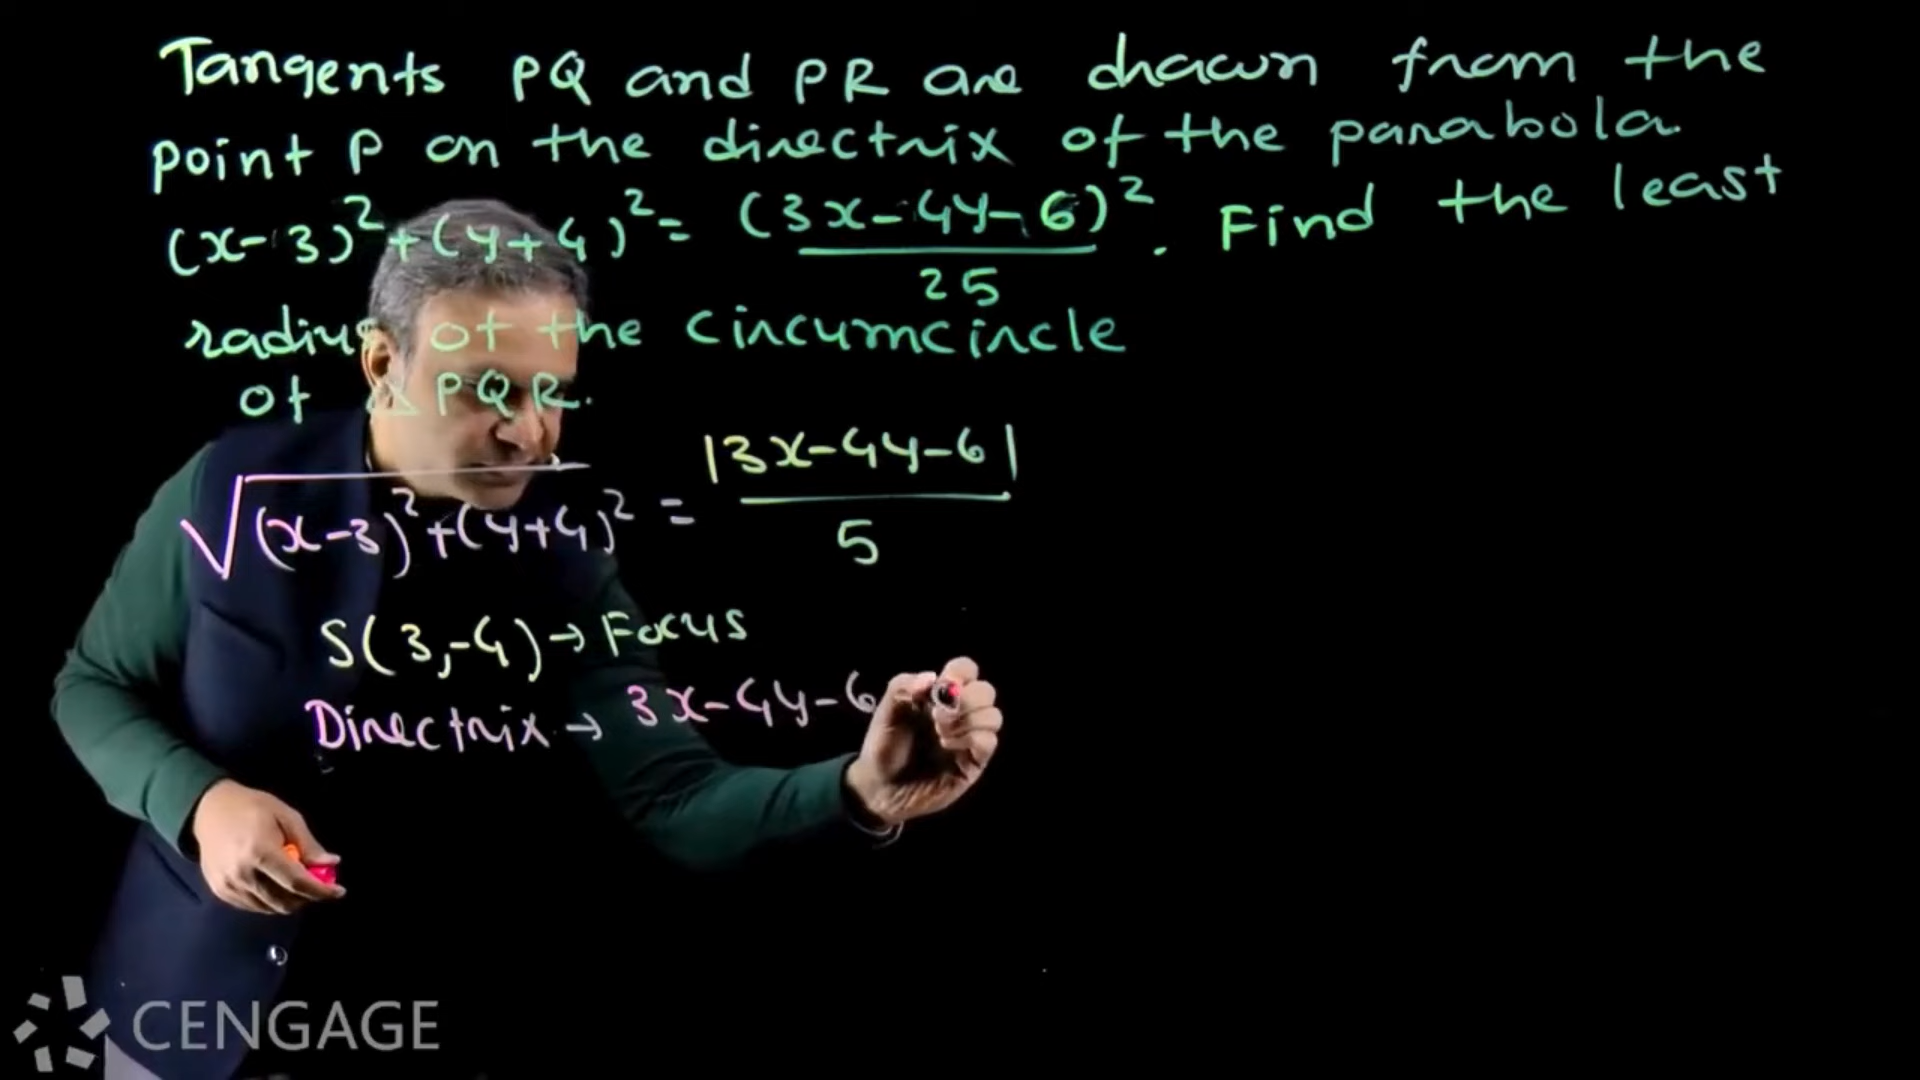 Tangents PQ and PR are drawn from the
point P on the directrix of the parabola
(x-3)²+(y+4)²= (3x-4y-6)²/25. Find the least
radius of the circumcircle
of △PQR.
√(x-3)²+(y+4)² = |3x-4y-6|/5
S(3,-4)→Focus
Directrix→ 3x-4y-6
CENGAGE